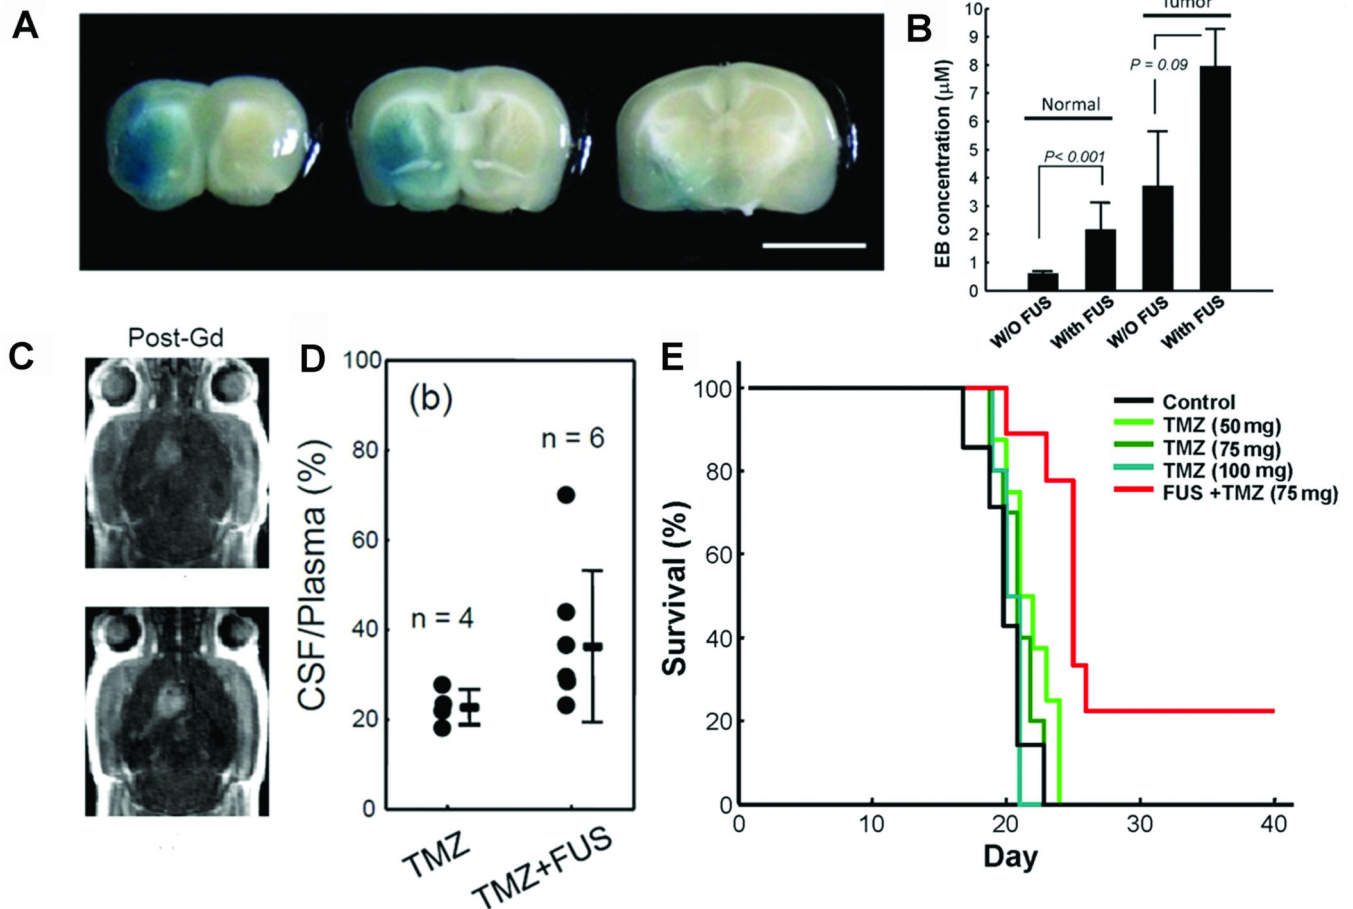 A
B
Tumor
10
9
8
7
6
5
4
3
2
1
0
EB concentration (μM)
Normal
P< 0.001
P = 0.09
W/O FUS
With FUS
W/O FUS
With FUS
C
Post-Gd
D
100
80
60
40
20
0
CSF/Plasma (%)
(b)
n = 4
n = 6
TMZ
TMZ+FUS
E
100
80
60
40
20
0
Survival (%)
Control
TMZ (50 mg)
TMZ (75 mg)
TMZ (100 mg)
FUS +TMZ (75 mg)
0
10
20
30
40
Day